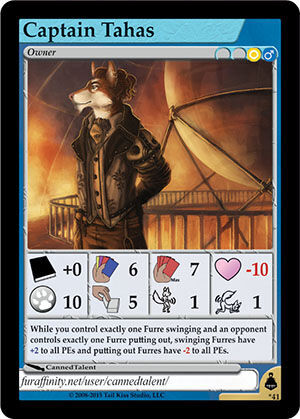 Captain Tahas
Owner
+0 6 7 -10
Max
10 5 1 1
While you control exactly one Furre swinging and an opponent
controls exactly one Furre putting out, swinging Furres have
+2 to all PEs and putting out Furres have -2 to all PEs.
CannedTalent
furaffinity.net/user/cannedtalent/
© 2008-2015 Tail Kiss Studio, LLC
*41